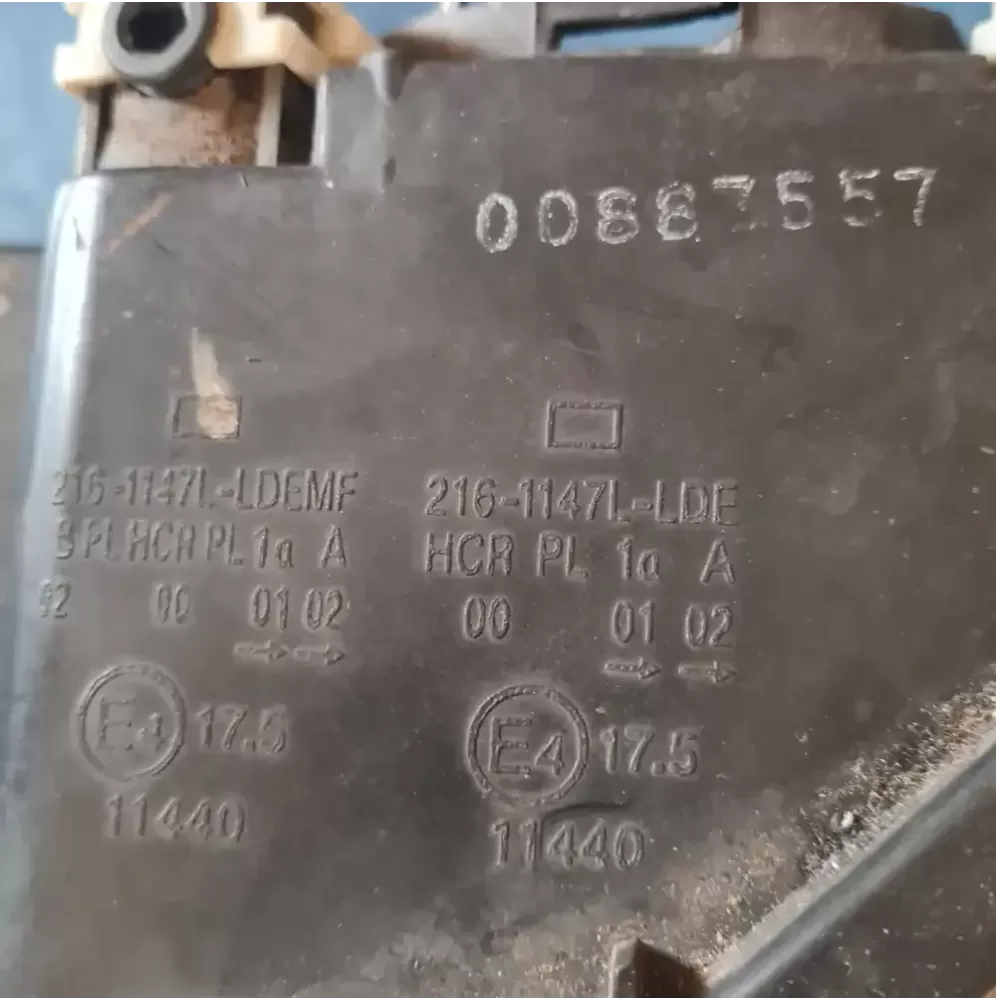 00887557
216-1147L-LDEMF
B PL HCR PL 1a A
02 00 01 02
E4 17.5
11440
216-1147L-LDE
HCR PL 1a A
00 01 02
E4 17.5
11440